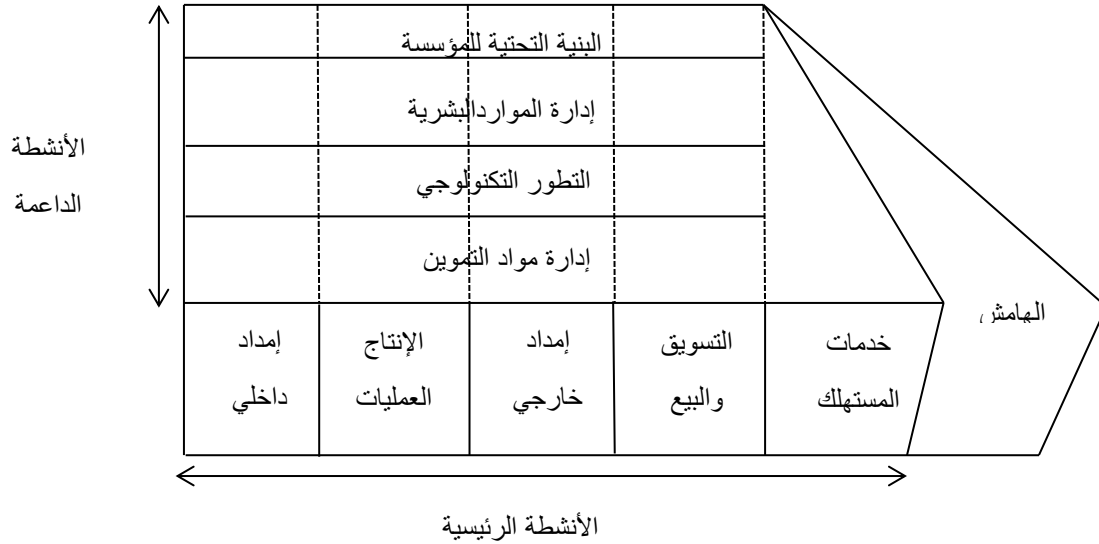 البنية التحتية للمؤسسة
إدارة المواردالبشرية
التطور التكنولوجي
إدارة مواد التموين
الأنشطة
الداعمة
الهامش
إمداد
داخلي
الإنتاج
العمليات
إمداد
خارجي
التسويق
والبيع
خدمات
المستهلك
الأنشطة الرئيسية